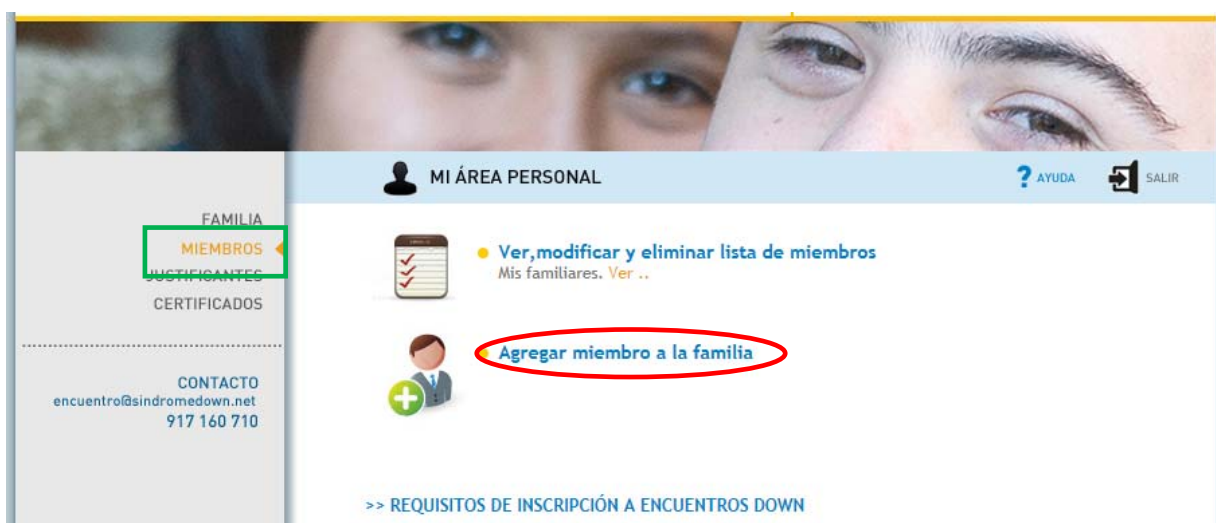 MI ÁREA PERSONAL
? AYUDA
SALIR
FAMILIA
MIEMBROS
JUSTIFICANTES
CERTIFICADOS
CONTACTO
encuentro@sindromedown.net
917 160 710
Ver,modificar y eliminar lista de miembros
Mis familiares. Ver ..
Agregar miembro a la familia
>> REQUISITOS DE INSCRIPCIÓN A ENCUENTROS DOWN